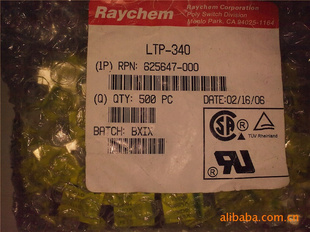 Raychem
Raychem Corporation
Poly Switch Division
Menlo Park, CA 94025-1164
LTP-340
(1P) RPN: 625647-000
(Q) QTY: 500 PC
DATE:02/16/06
BATCH: BXIX
SA
TÜV Rheinland
alibaba.com.cn